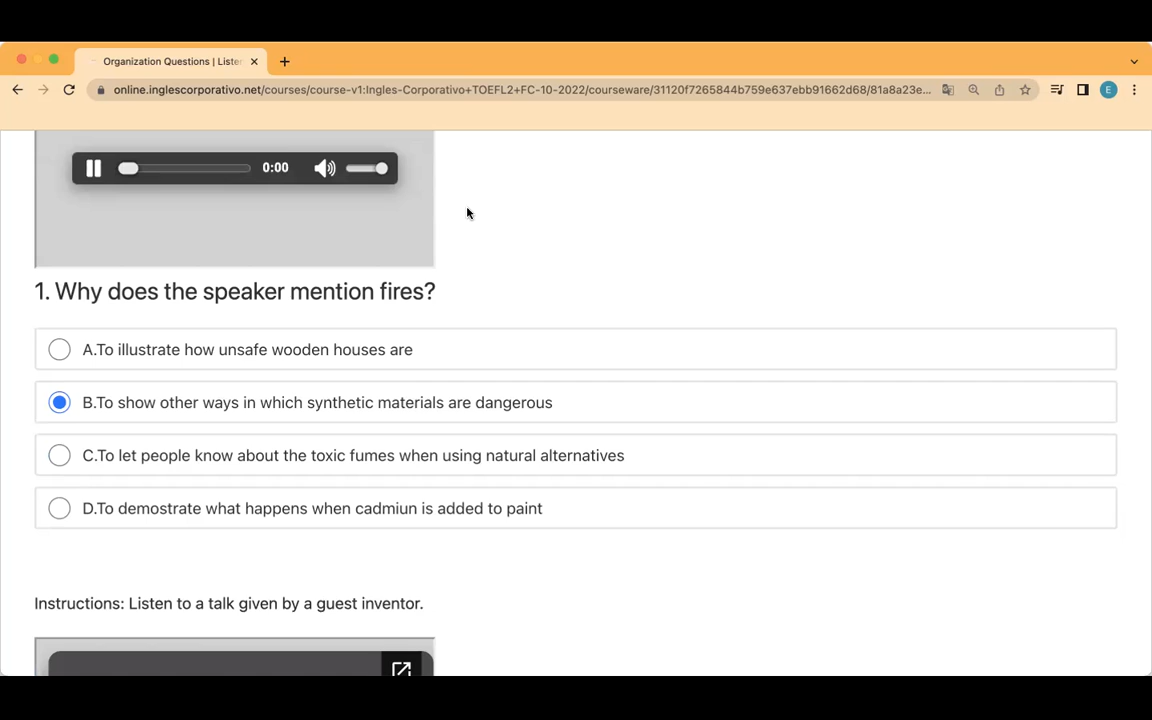 Organization Questions | Liste
online.inglescorporativo.net/courses/course-v1:Ingles-Corporativo+TOEFL2+FC-10-2022/courseware/31120f7265844b759e637ebb91662d68/81a8a23e...
E
0:00
1. Why does the speaker mention fires?
A.To illustrate how unsafe wooden houses are
B.To show other ways in which synthetic materials are dangerous
C.To let people know about the toxic fumes when using natural alternatives
D.To demostrate what happens when cadmiun is added to paint
Instructions: Listen to a talk given by a guest inventor.